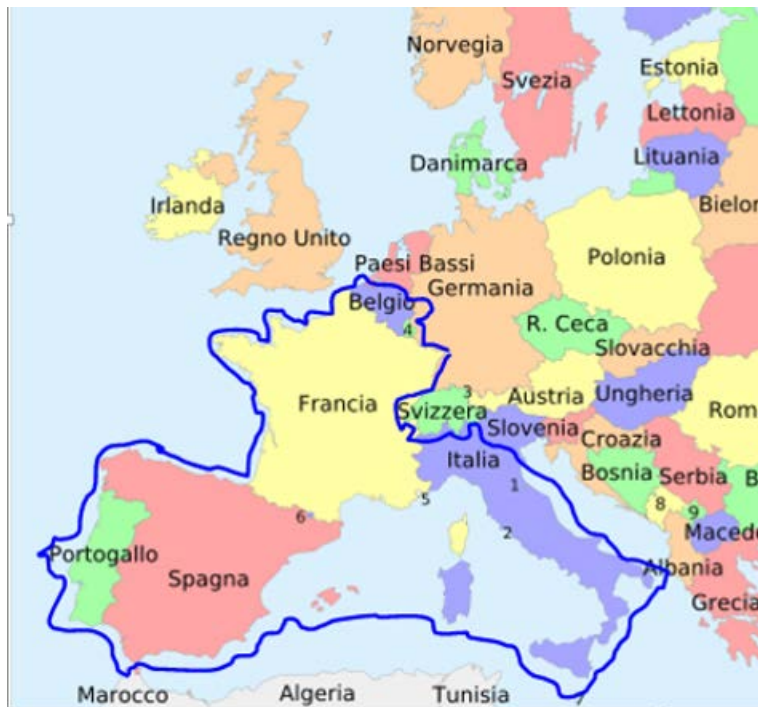 Norvegia
Svezia
Estonia
Lettonia
Lituania
Danimarca
Irlanda
Regno Unito
Bielor
Paesi Bassi
Germania
Polonia
Belgio
4
R. Ceca
Slovacchia
Francia
Svizzera
3
Austria
Ungheria
Rom
Slovenia
Croazia
Italia
Bosnia
Serbia
B
1
5
6
2
8
9
Macedo
Portogallo
Spagna
Albania
Grecia
Marocco
Algeria
Tunisia